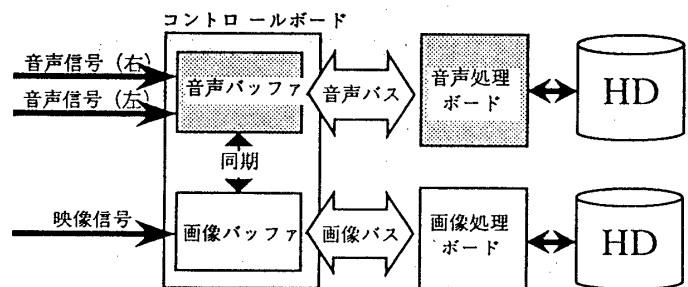 コントロールボード
音声信号（右）
音声信号（左）
音声バッファ
音声バス
音声処理
ボード
HD
同期
映像信号
画像バッファ
画像バス
画像処理
ボード
HD